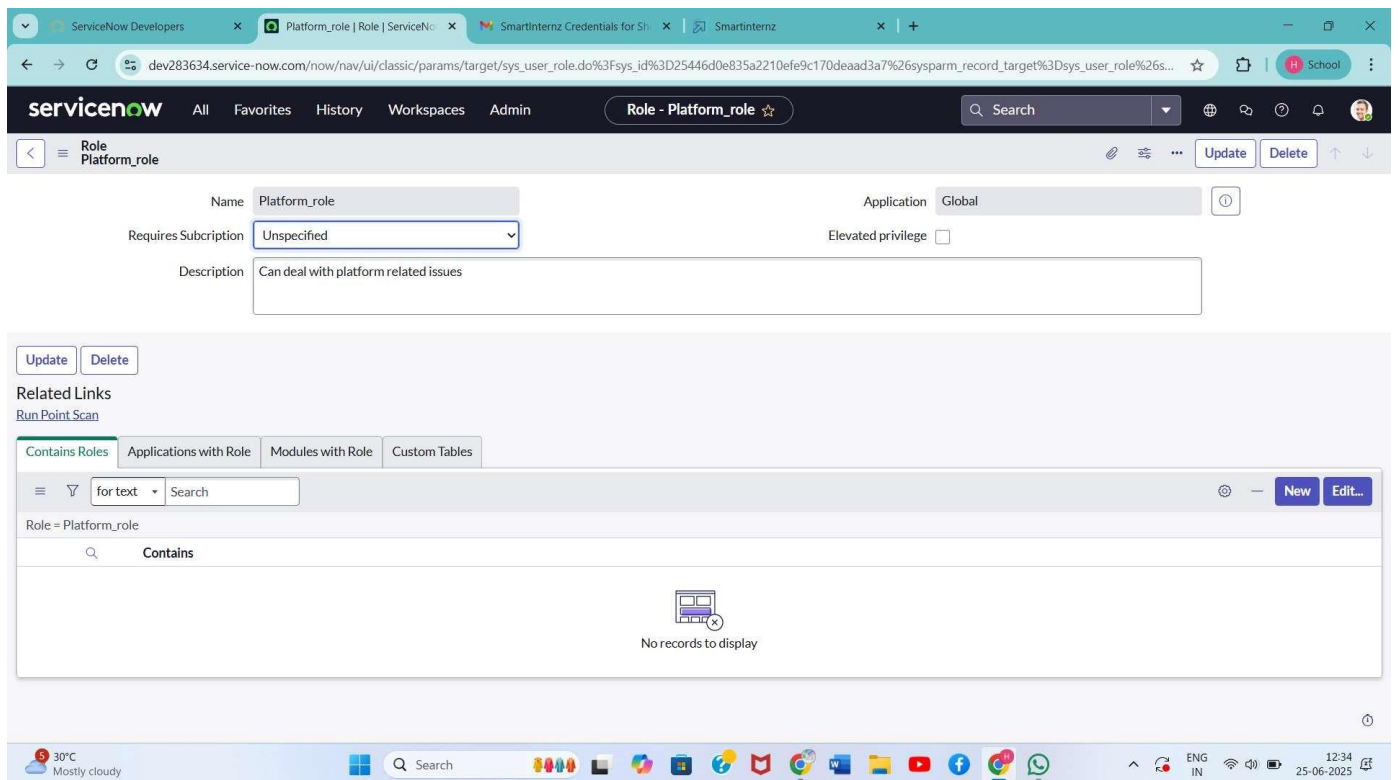 ServiceNow Developers Platform_role | Role | ServiceNo SmartInternz Credentials for Sh Smartinternz
dev283634.service-now.com/now/nav/ui/classic/params/target/sys_user_role.do%3Fsys_id%3D25446d0e835a2210efe9c170deaad3a7%26sysparm_record_target%3Dsys_user_role%26s... H School
servicenow All Favorites History Workspaces Admin Role - Platform_role Search
Role
Platform_role
Update Delete
Name Platform_role Application Global
Requires Subcription Unspecified Elevated privilege
Description Can deal with platform related issues
Update Delete
Related Links
Run Point Scan
Contains Roles Applications with Role Modules with Role Custom Tables
for text Search New Edit...
Role = Platform_role
Contains
No records to display
5 30°C
Mostly cloudy
Search
ENG
IN
12:34
25-06-2025